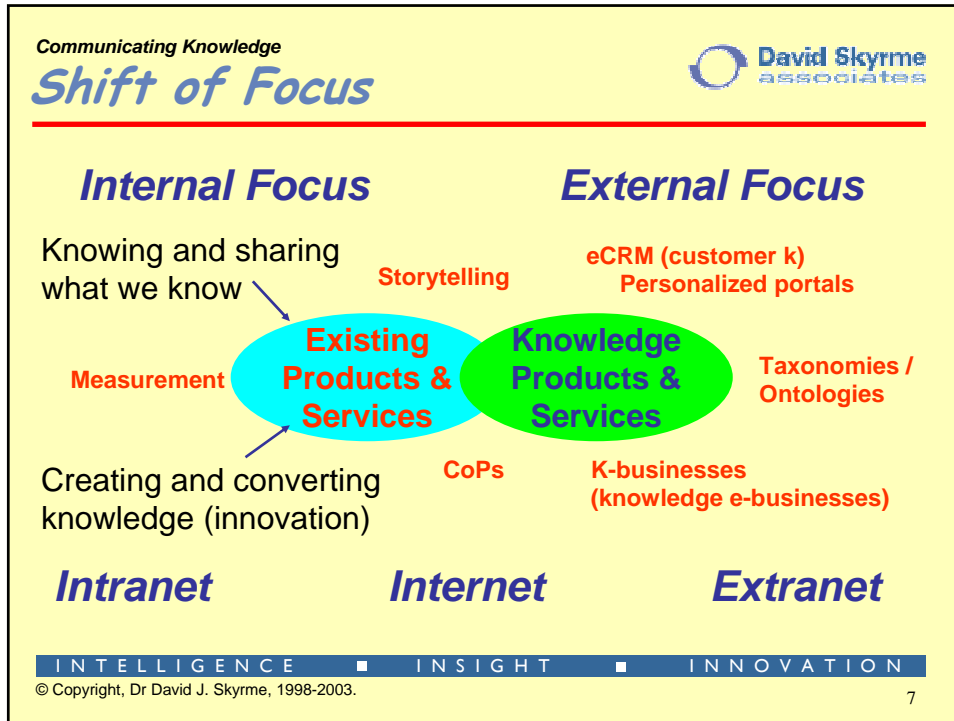 Communicating Knowledge
Shift of Focus
David Skyrme
associates
Internal Focus
External Focus
Knowing and sharing
what we know
Storytelling
eCRM (customer k)
Personalized portals
Existing
Products &
Services
Knowledge
Products &
Services
Measurement
Taxonomies /
Ontologies
Creating and converting
knowledge (innovation)
CoPs
K-businesses
(knowledge e-businesses)
Intranet
Internet
Extranet
INTELLIGENCE ■ INSIGHT ■ INNOVATION
© Copyright, Dr David J. Skyrme, 1998-2003.
7